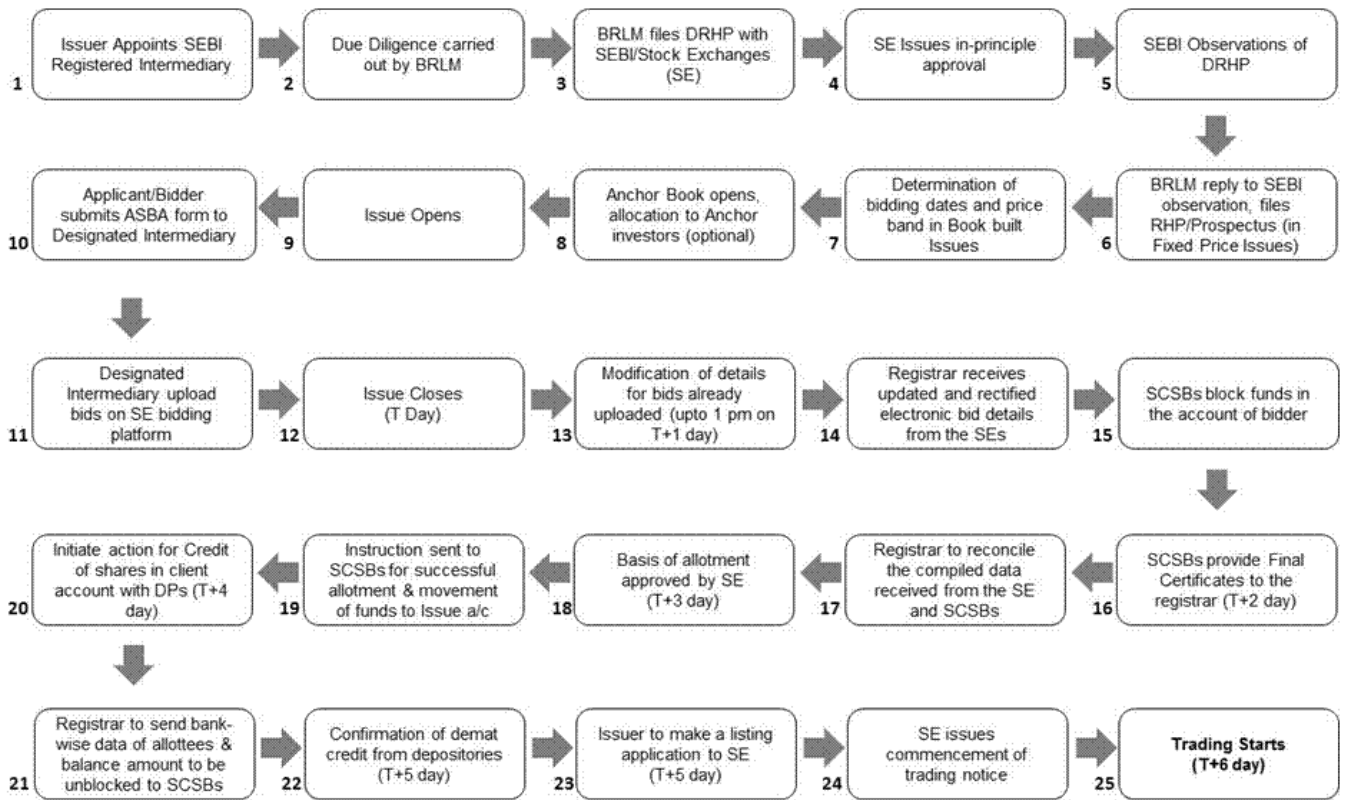 Issuer Appoints SEBI
Registered Intermediary
1
Due Diligence carried
out by BRLM
2
BRLM files DRHP with
SEBI/Stock Exchanges
(SE)
3
SE Issues in-principle
approval
4
SEBI Observations of
DRHP
5
BRLM reply to SEBI
observation, files
RHP/Prospectus (in
Fixed Price Issues)
6
Determination of
bidding dates and price
band in Book built
Issues
7
Anchor Book opens,
allocation to Anchor
investors (optional)
8
Issue Opens
9
Applicant/Bidder
submits ASBA form to
Designated Intermediary
10
Designated
Intermediary upload
bids on SE bidding
platform
11
Issue Closes
(T Day)
12
Modification of details
for bids already
uploaded (upto 1 pm on
T+1 day)
13
Registrar receives
updated and rectified
electronic bid details
from the SEs
14
SCSBs block funds in
the account of bidder
15
SCSBs provide Final
Certificates to the
registrar (T+2 day)
16
Registrar to reconcile
the compiled data
received from the SE
and SCSBs
17
Basis of allotment
approved by SE
(T+3 day)
18
Instruction sent to
SCSBs for successful
allotment & movement
of funds to Issue a/c
19
Initiate action for Credit
of shares in client
account with DPs (T+4
day)
20
Registrar to send bank-
wise data of allottees &
balance amount to be
unblocked to SCSBs
21
Confirmation of demat
credit from depositories
(T+5 day)
22
Issuer to make a listing
application to SE
(T+5 day)
23
SE issues
commencement of
trading notice
24
Trading Starts
(T+6 day)
25